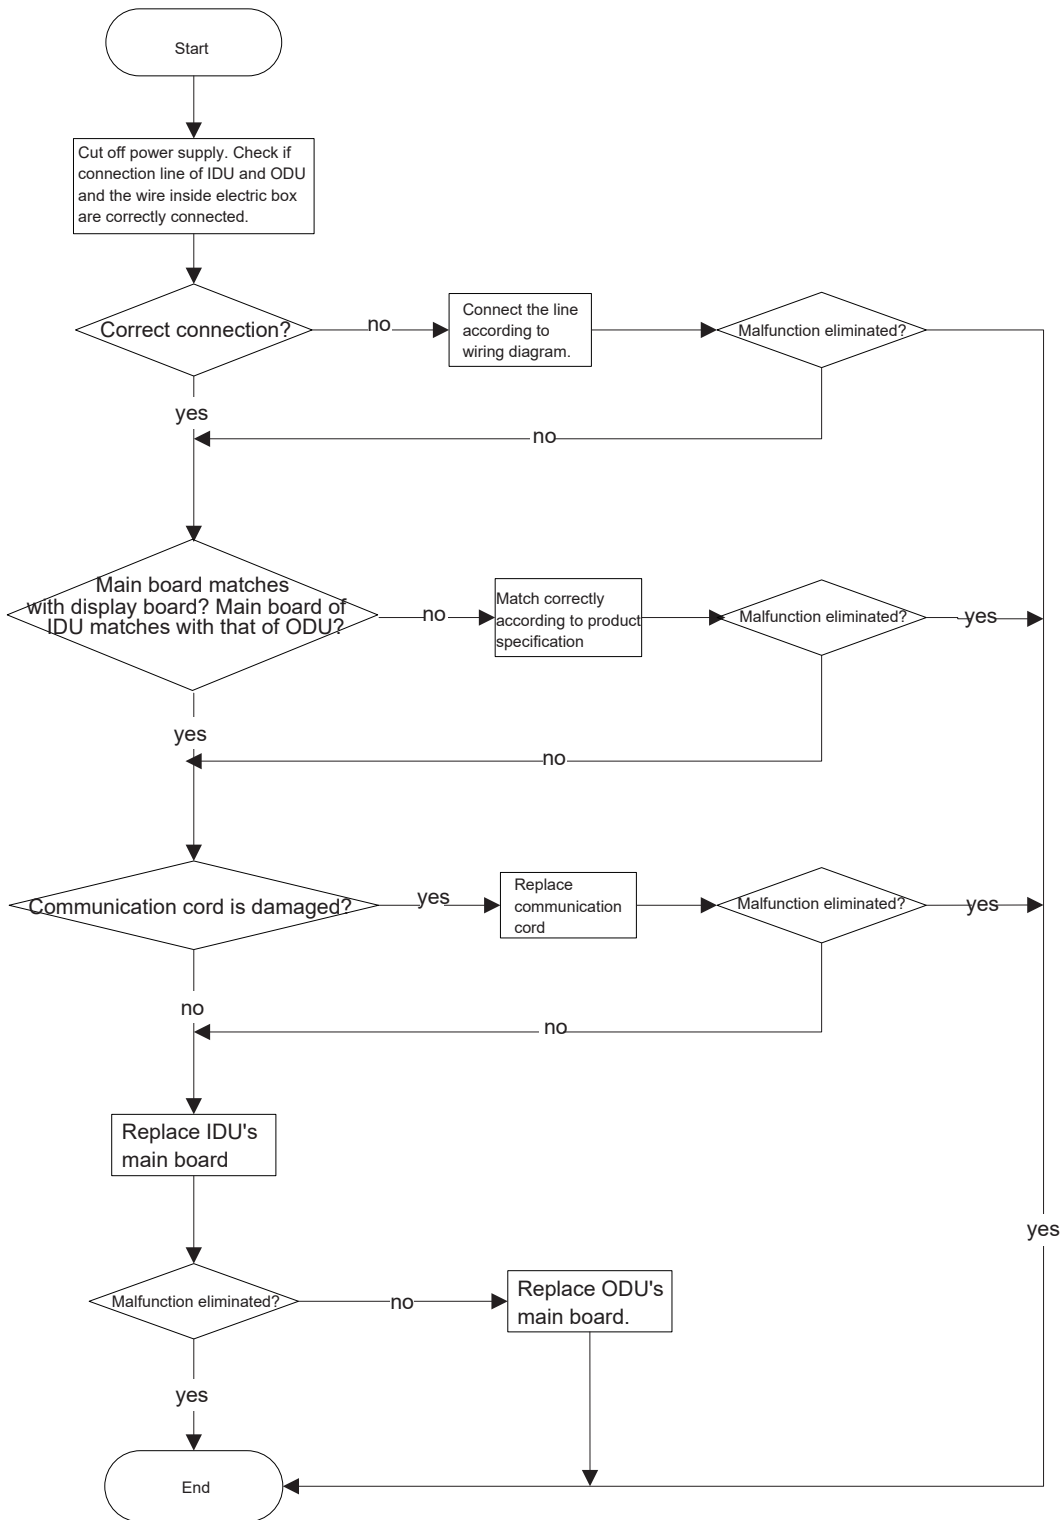 Start
Cut off power supply. Check if
connection line of IDU and ODU
and the wire inside electric box
are correctly connected.
Correct connection?
no
Connect the line
according to
wiring diagram.
Malfunction eliminated?
yes
no
Main board matches
with display board? Main board of
IDU matches with that of ODU?
no
Match correctly
according to product
specification
Malfunction eliminated?
yes
yes
no
Communication cord is damaged?
yes
Replace
communication
cord
Malfunction eliminated?
yes
no
no
Replace IDU's
main board
yes
Malfunction eliminated?
no
Replace ODU's
main board.
yes
End